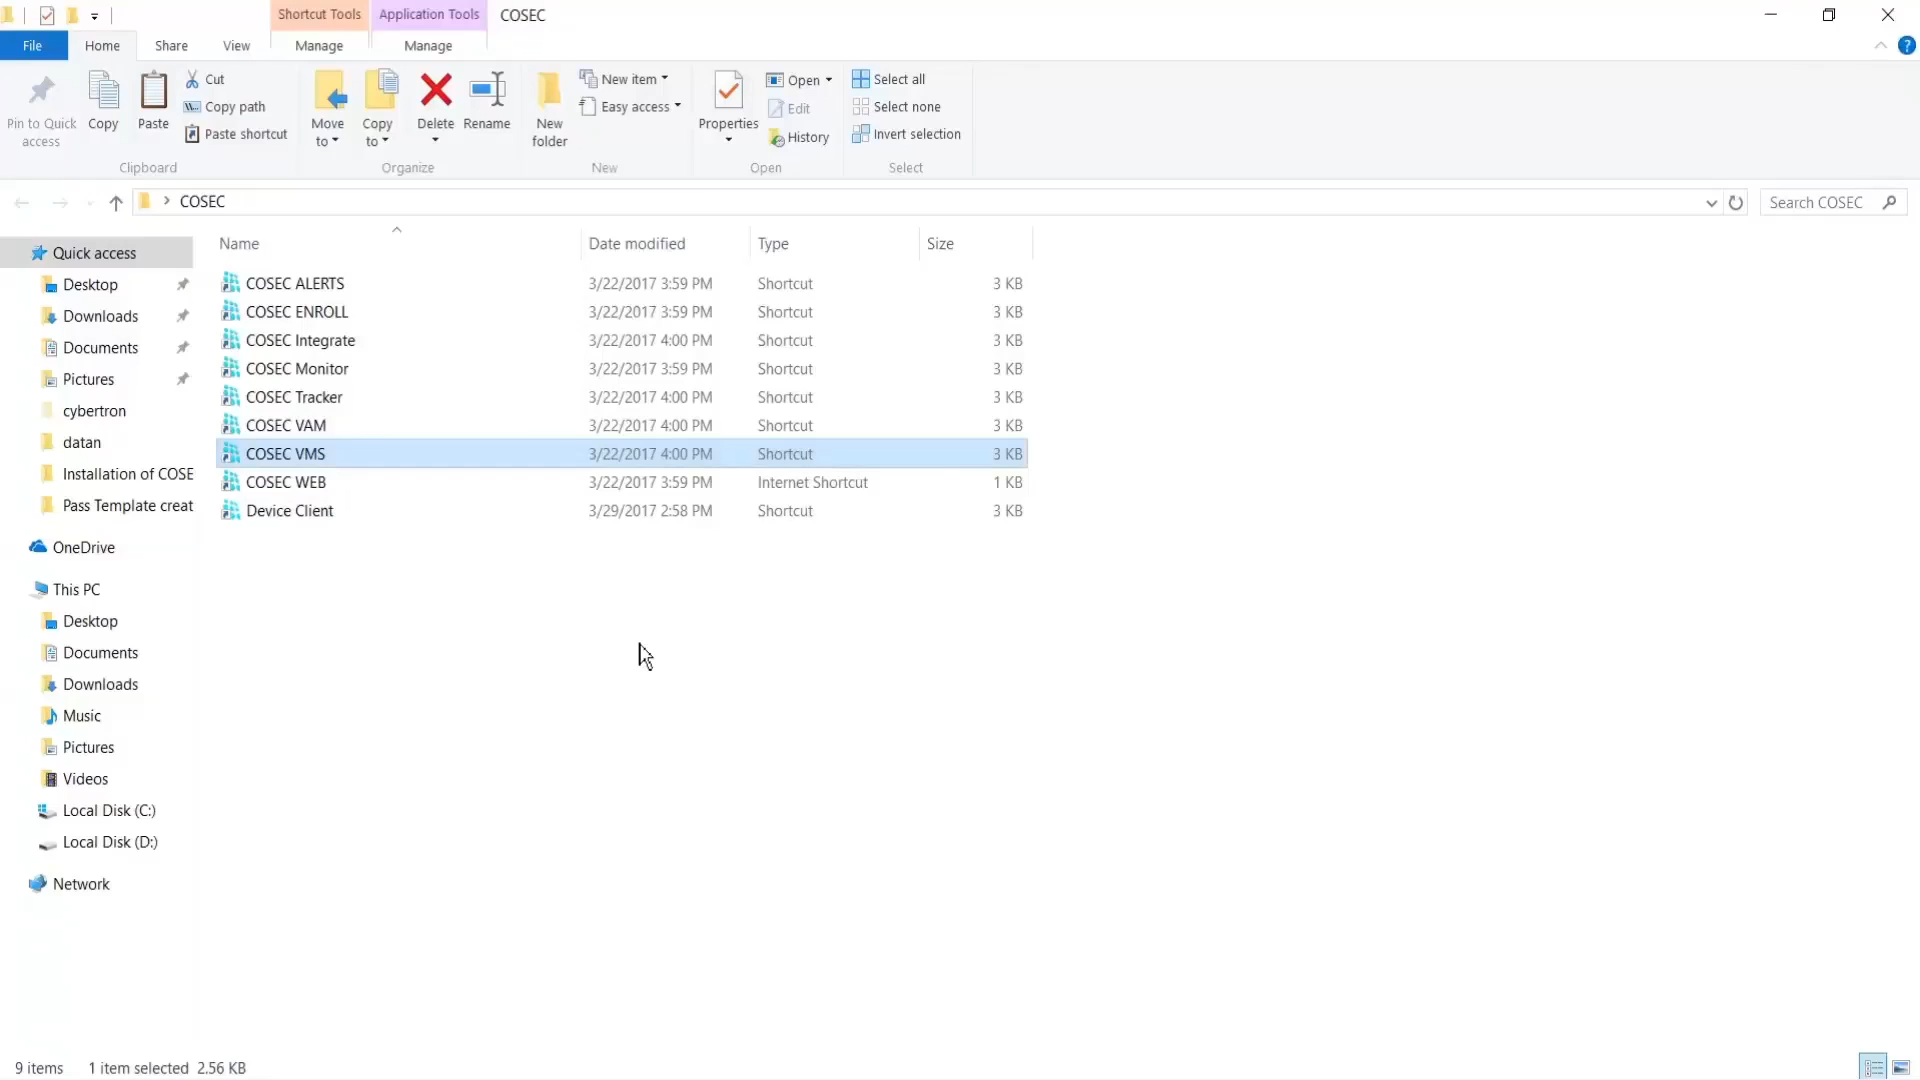 Shortcut Tools Application Tools COSEC
File Home Share View Manage Manage
Pin to Quick access
Copy
Paste
Cut
Copy path
Paste shortcut
Clipboard
Move to
Copy to
Delete
Rename
Organize
New folder
New item
Easy access
New
Properties
Open
Edit
History
Open
Select all
Select none
Invert selection
Select
COSEC
Search COSEC
Quick access
Desktop
Downloads
Documents
Pictures
cybertron
datan
Installation of COSE
Pass Template creat
OneDrive
This PC
Desktop
Documents
Downloads
Music
Pictures
Videos
Local Disk (C:)
Local Disk (D:)
Network
Name Date modified Type Size
COSEC ALERTS 3/22/2017 3:59 PM Shortcut 3 KB
COSEC ENROLL 3/22/2017 3:59 PM Shortcut 3 KB
COSEC Integrate 3/22/2017 4:00 PM Shortcut 3 KB
COSEC Monitor 3/22/2017 3:59 PM Shortcut 3 KB
COSEC Tracker 3/22/2017 4:00 PM Shortcut 3 KB
COSEC VAM 3/22/2017 4:00 PM Shortcut 3 KB
COSEC VMS 3/22/2017 4:00 PM Shortcut 3 KB
COSEC WEB 3/22/2017 3:59 PM Internet Shortcut 1 KB
Device Client 3/29/2017 2:58 PM Shortcut 3 KB
9 items 1 item selected 2.56 KB